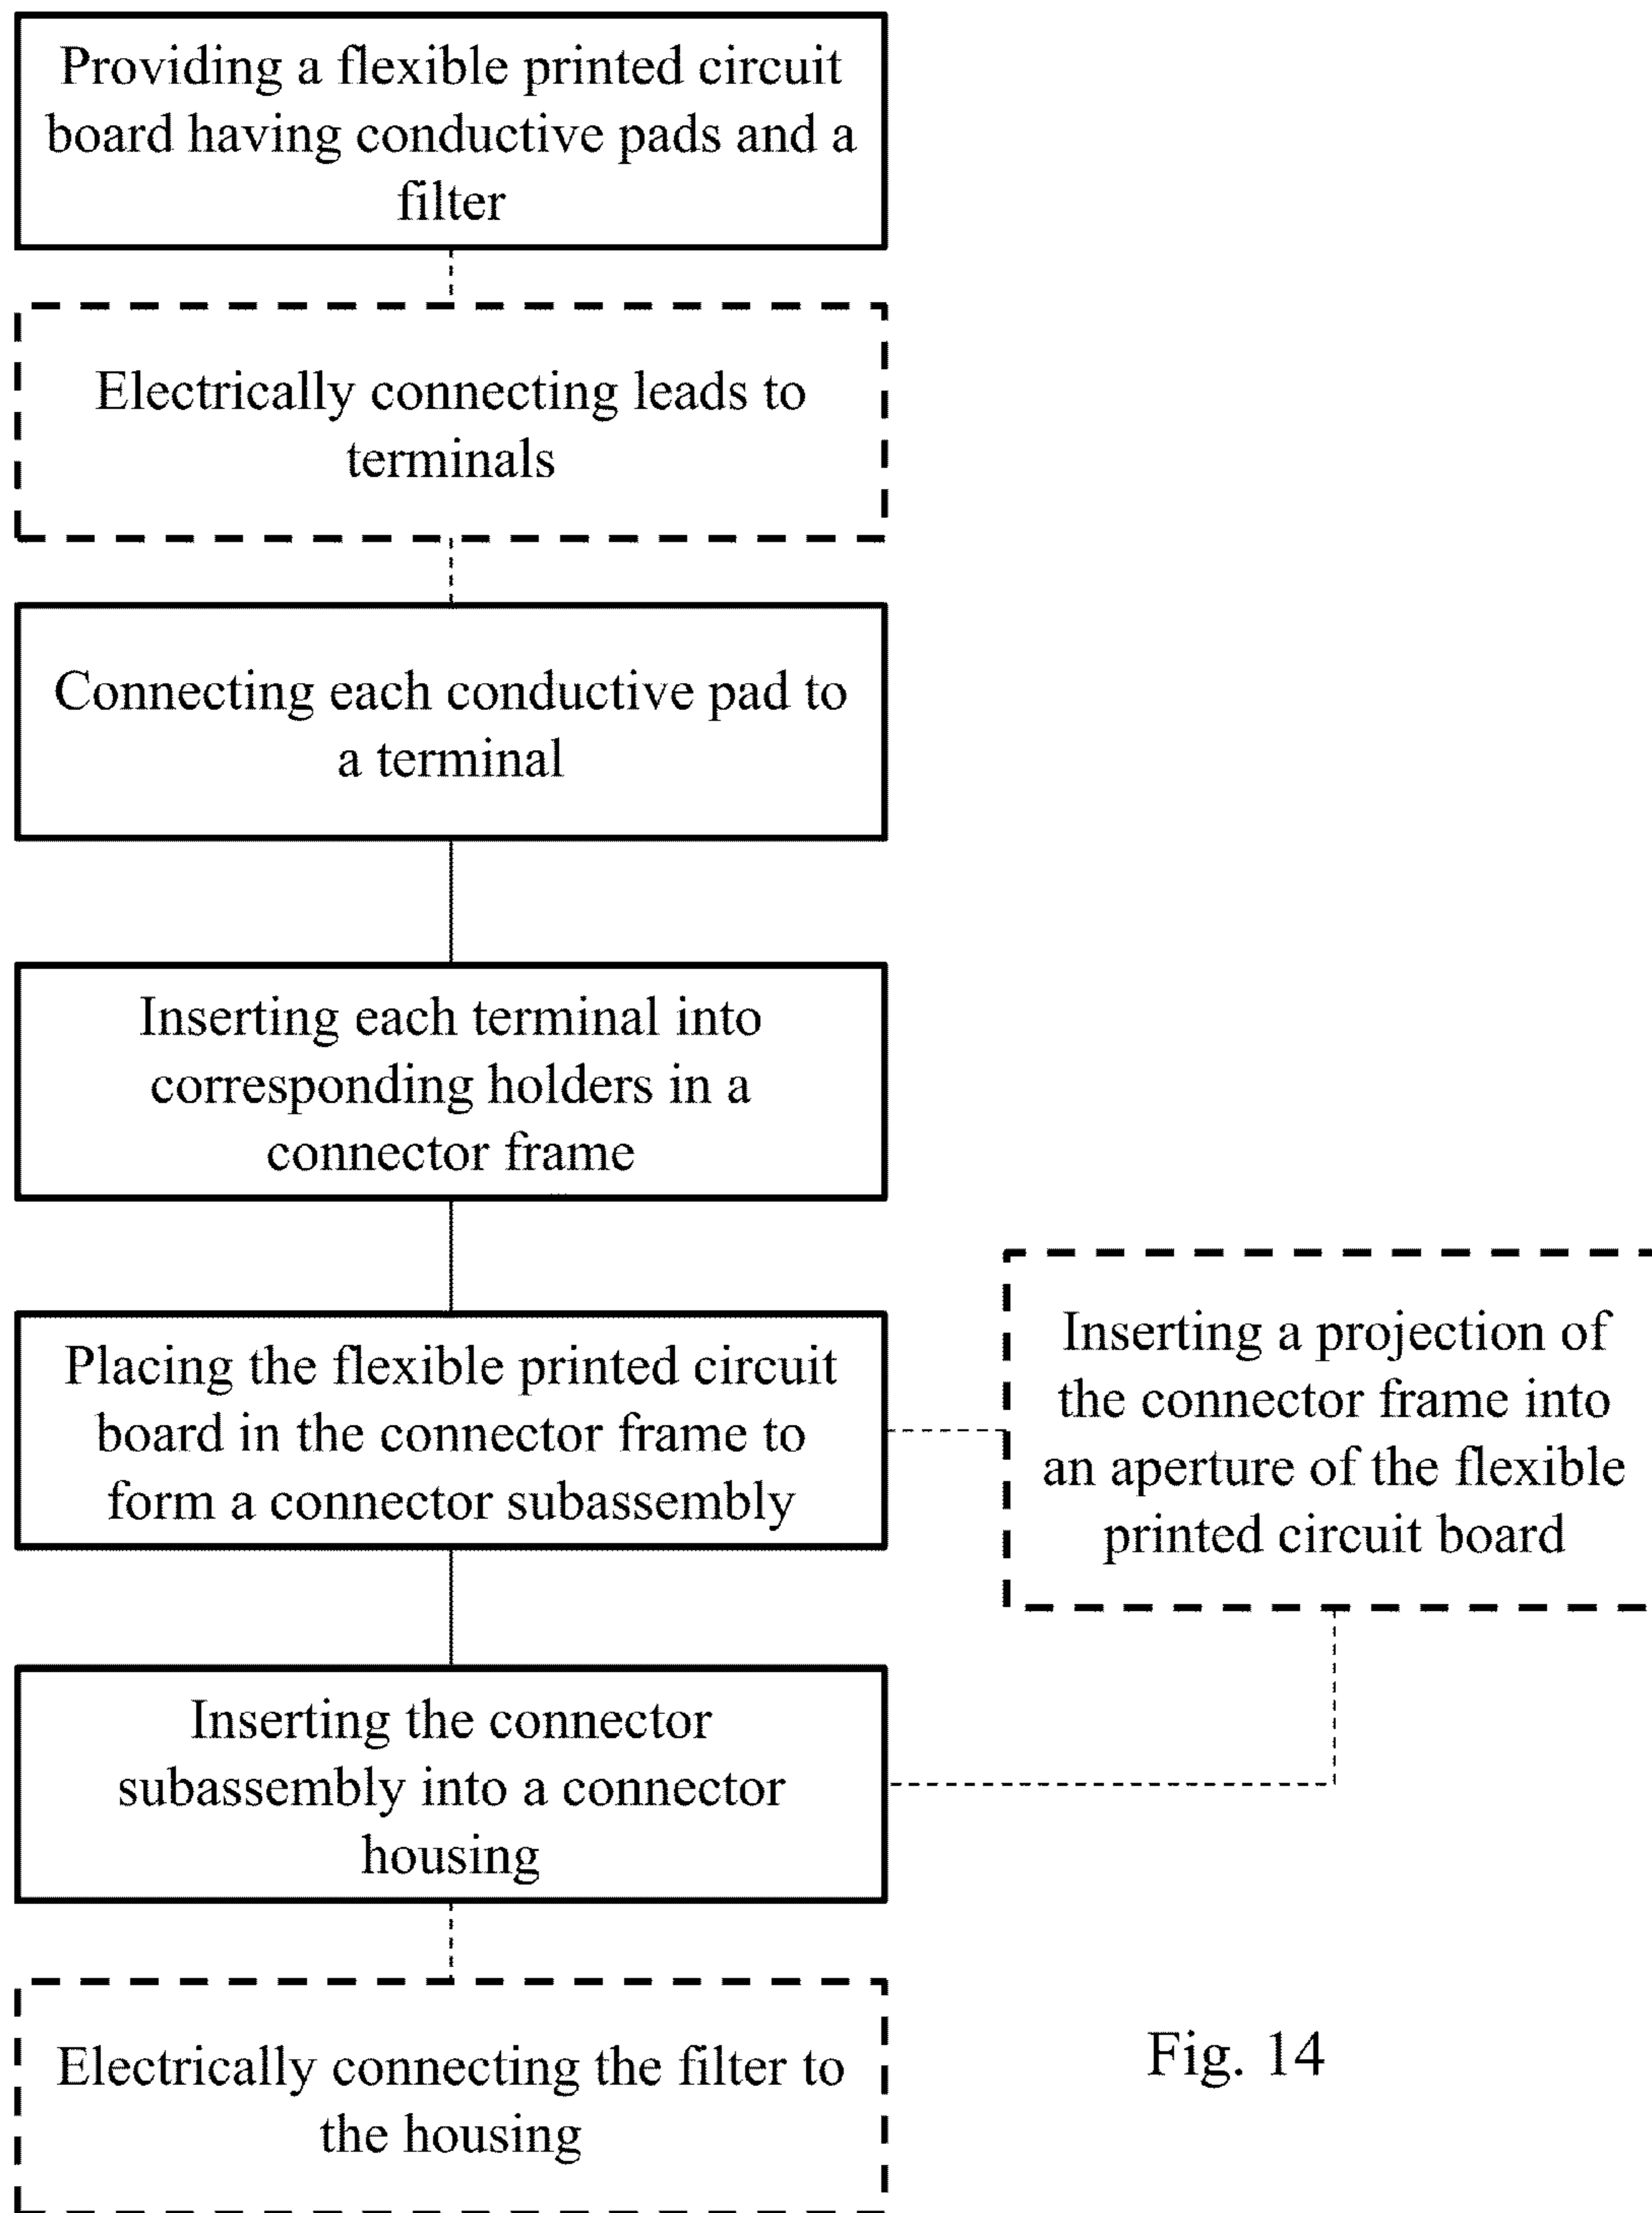 Providing a flexible printed circuit
board having conductive pads and a
filter
Electrically connecting leads to
terminals
Connecting each conductive pad to
a terminal
Inserting each terminal into
corresponding holders in a
connector frame
Placing the flexible printed circuit
board in the connector frame to
form a connector subassembly
Inserting a projection of
the connector frame into
an aperture of the flexible
printed circuit board
Inserting the connector
subassembly into a connector
housing
Electrically connecting the filter to
the housing
Fig. 14